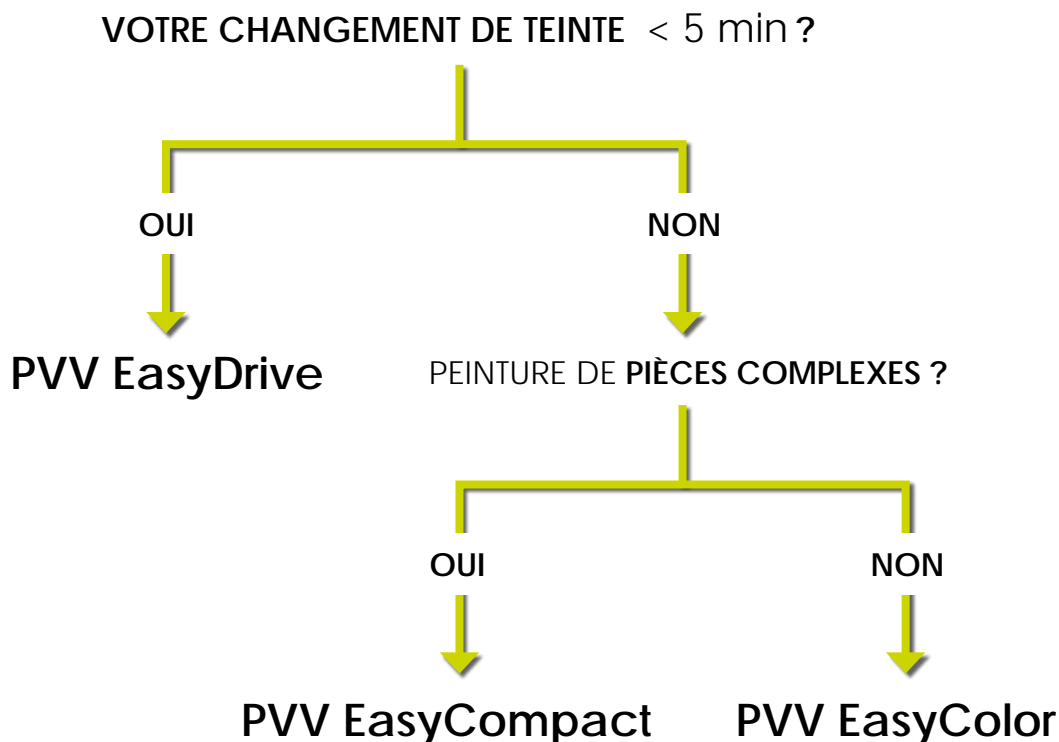 VOTRE CHANGEMENT DE TEINTE < 5 min ?
OUI
NON
PVV EasyDrive
PEINTURE DE PIÈCES COMPLEXES ?
OUI
NON
PVV EasyCompact
PVV EasyColor